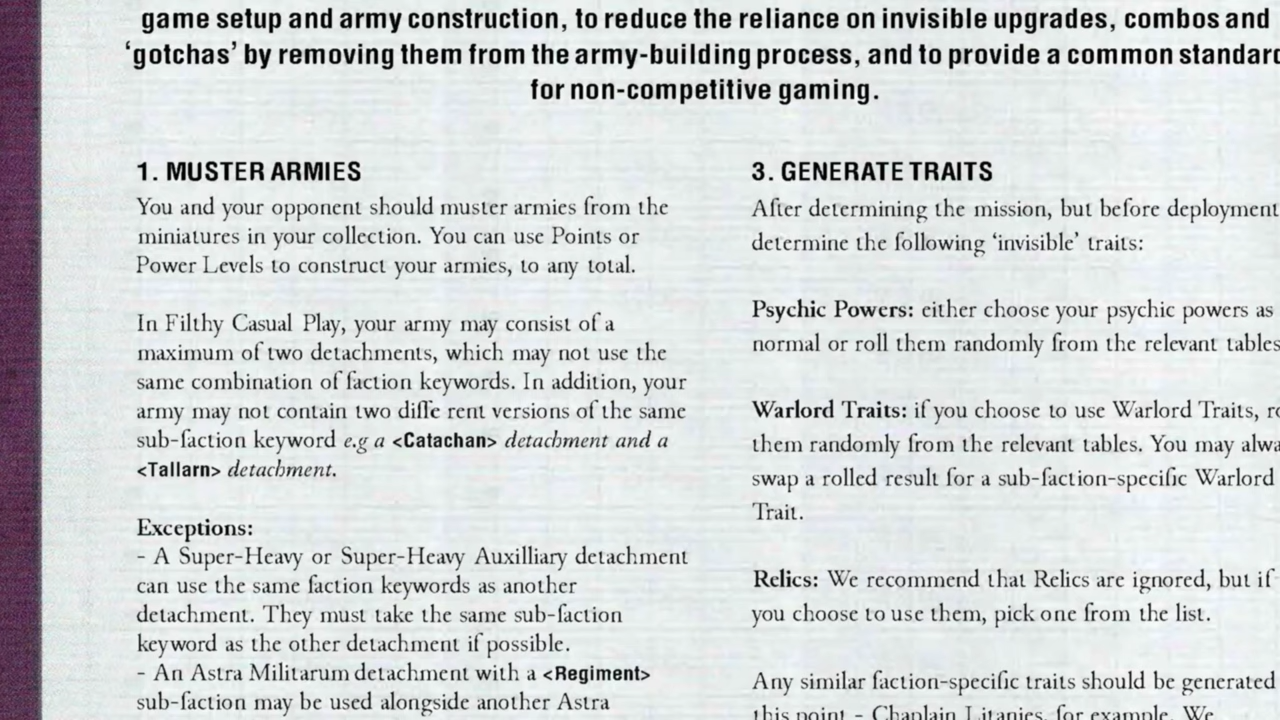 game setup and army construction, to reduce the reliance on invisible upgrades, combos and
'gotchas' by removing them from the army-building process, and to provide a common standard
for non-competitive gaming.
1. MUSTER ARMIES
You and your opponent should muster armies from the
miniatures in your collection. You can use Points or
Power Levels to construct your armies, to any total.
In Filthy Casual Play, your army may consist of a
maximum of two detachments, which may not use the
same combination of faction keywords. In addition, your
army may not contain two diffe rent versions of the same
sub-faction keyword e.g a <Catachan> detachment and a
<Tallarn> detachment.
Exceptions:
- A Super-Heavy or Super-Heavy Auxilliary detachment
can use the same faction keywords as another
detachment. They must take the same sub-faction
keyword as the other detachment if possible.
- An Astra Militarum detachment with a <Regiment>
sub-faction may be used alongside another Astra
3. GENERATE TRAITS
After determining the mission, but before deployment
determine the following 'invisible' traits:
Psychic Powers: either choose your psychic powers as
normal or roll them randomly from the relevant tables
Warlord Traits: if you choose to use Warlord Traits,
them randomly from the relevant tables. You may
swap a rolled result for a sub-faction-specific Warlord
Trait.
Relics: We recommend that Relics are ignored, but if
you choose to use them, pick one from the list.
Any similar faction-specific traits should be generated
this point - Chaplain Litanies, for example. We